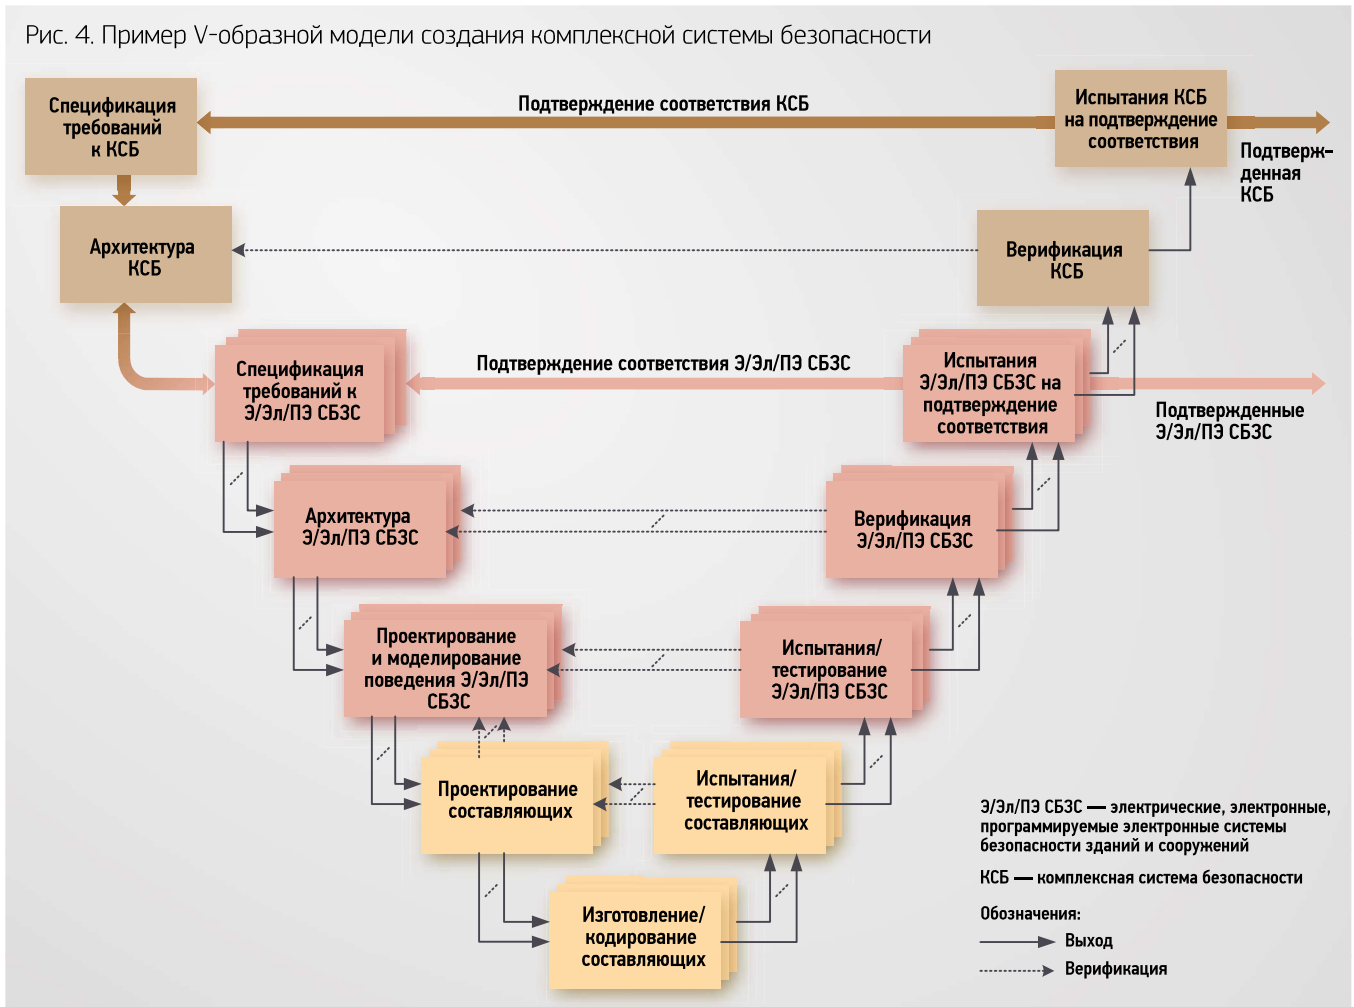 Рис. 4. Пример V-образной модели создания комплексной системы безопасности
Спецификация
требований
к КСБ
Подтверждение соответствия КСБ
Испытания КСБ
на подтверждение
соответствия
Подтверж–
денная
КСБ
Архитектура
КСБ
Верификация
КСБ
Спецификация
требований к
Э/Эл/ПЭ СБЗС
Подтверждение соответствия Э/Эл/ПЭ СБЗС
Испытания
Э/Эл/ПЭ СБЗС на
подтверждение
соответствия
Подтвержденные
Э/Эл/ПЭ СБЗС
Архитектура
Э/Эл/ПЭ СБЗС
Верификация
Э/Эл/ПЭ СБЗС
Проектирование
и моделирование
поведения Э/Эл/ПЭ
СБЗС
Испытания/
тестирование
Э/Эл/ПЭ СБЗС
Проектирование
составляющих
Испытания/
тестирование
составляющих
Изготовление/
кодирование
составляющих
Э/Эл/ПЭ СБЗС — электрические, электронные,
программируемые электронные системы
безопасности зданий и сооружений
КСБ — комплексная система безопасности
Обозначения:
Выход
Верификация